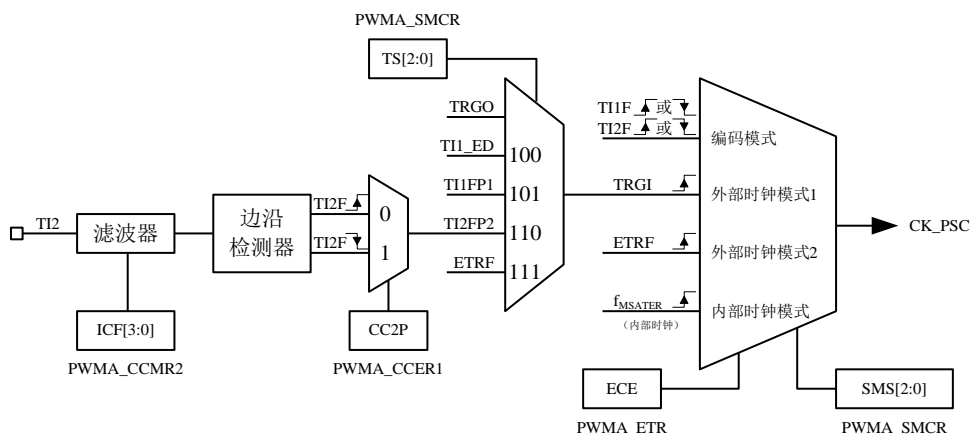 PWMA_SMCR
TS[2:0]
TRGO
TI1_ED
100
TI1FP1
101
TI2FP2
110
ETRF
111
TI2
滤波器
ICF[3:0]
PWMA_CCMR2
边沿
检测器
TI2F
0
TI2F
1
CC2P
PWMA_CCER1
TI1F 或
TI2F 或
编码模式
TRGI
外部时钟模式1
ETRF
外部时钟模式2
fMSATER
(内部时钟)
内部时钟模式
CK_PSC
ECE
PWMA_ETR
SMS[2:0]
PWMA_SMCR